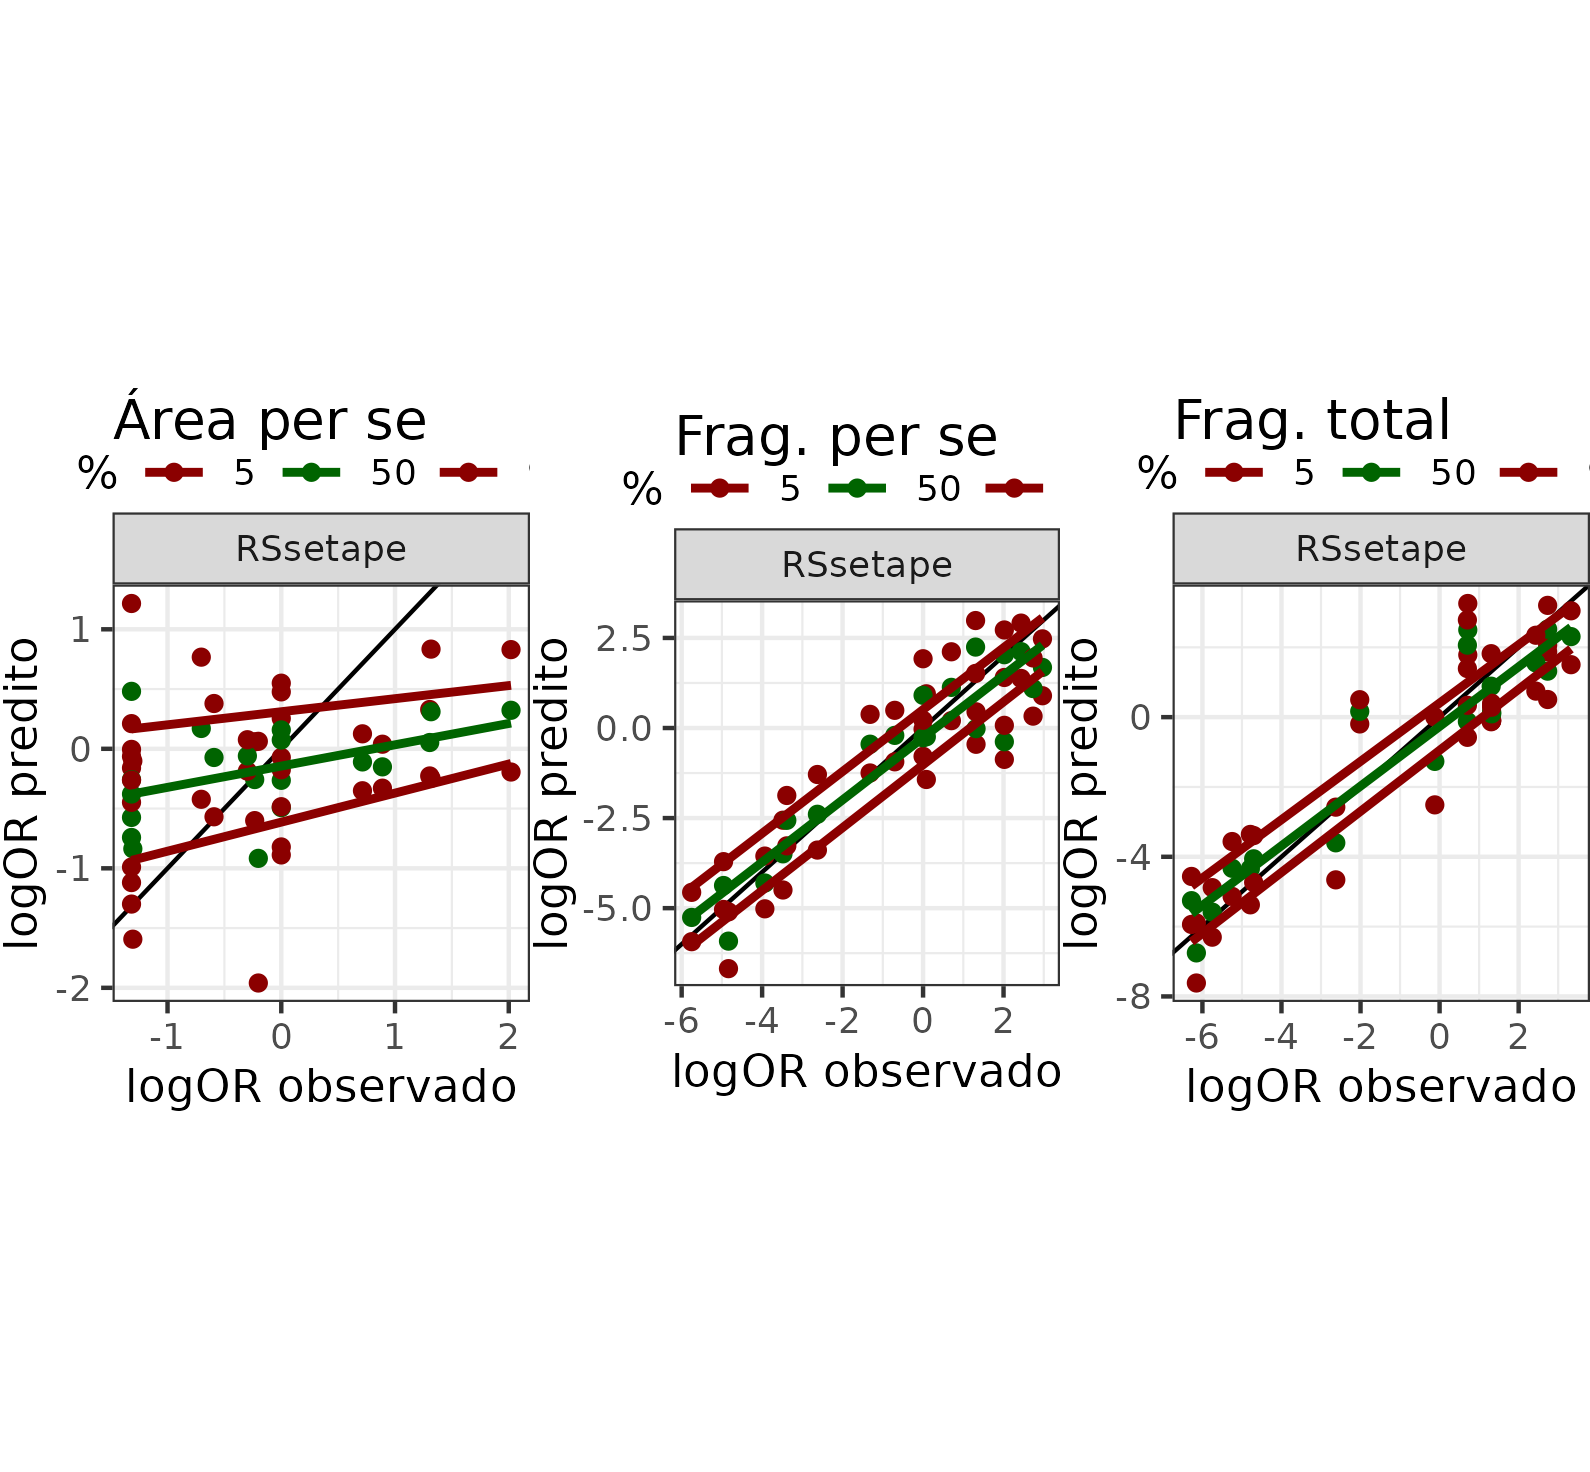 Área per se
% 5 50
RSsetape
logOR predito
1
0
-1
-2
-1 0 1 2
logOR observado
Frag. per se
% 5 50
RSsetape
logOR predito
2.5
0.0
-2.5
-5.0
-6 -4 -2 0 2
logOR observado
Frag. total
% 5 50
RSsetape
logOR predito
0
-4
-8
-6 -4 -2 0 2
logOR observado